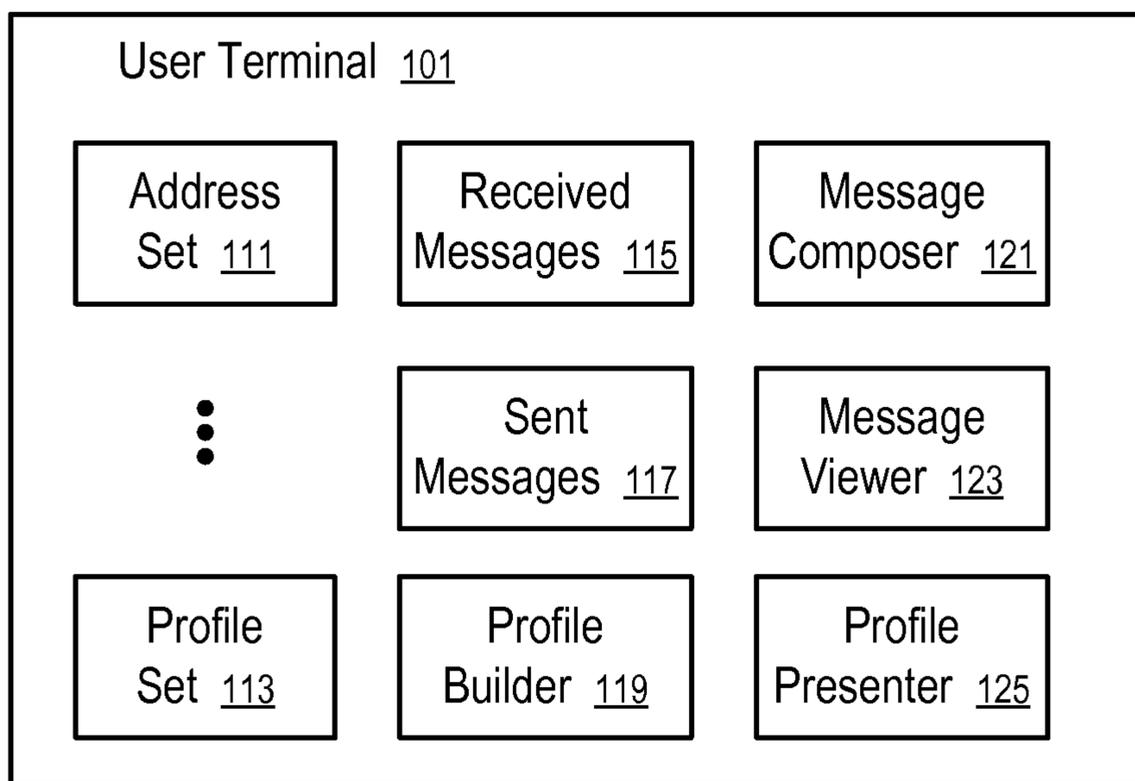 User Terminal 101
Address
Set 111
Received
Messages 115
Message
Composer 121
Sent
Messages 117
Message
Viewer 123
Profile
Set 113
Profile
Builder 119
Profile
Presenter 125